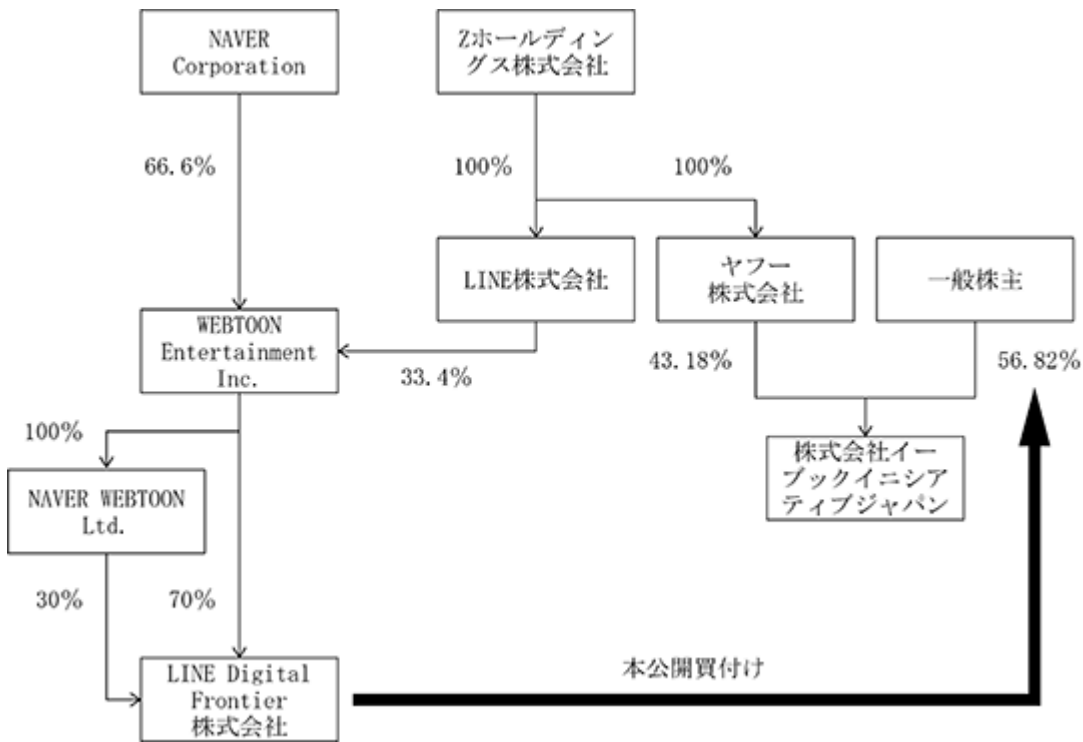 NAVER
Corporation
Zホールディン
グス株式会社
66.6%
100%
100%
LINE株式会社
ヤフー
株式会社
一般株主
WEBTOON
Entertainment
Inc.
33.4%
43.18%
56.82%
100%
NAVER WEBTOON
Ltd.
株式会社イー
ブックイニシア
ティブジャパン
30%
70%
LINE Digital
Frontier
株式会社
本公開買付け